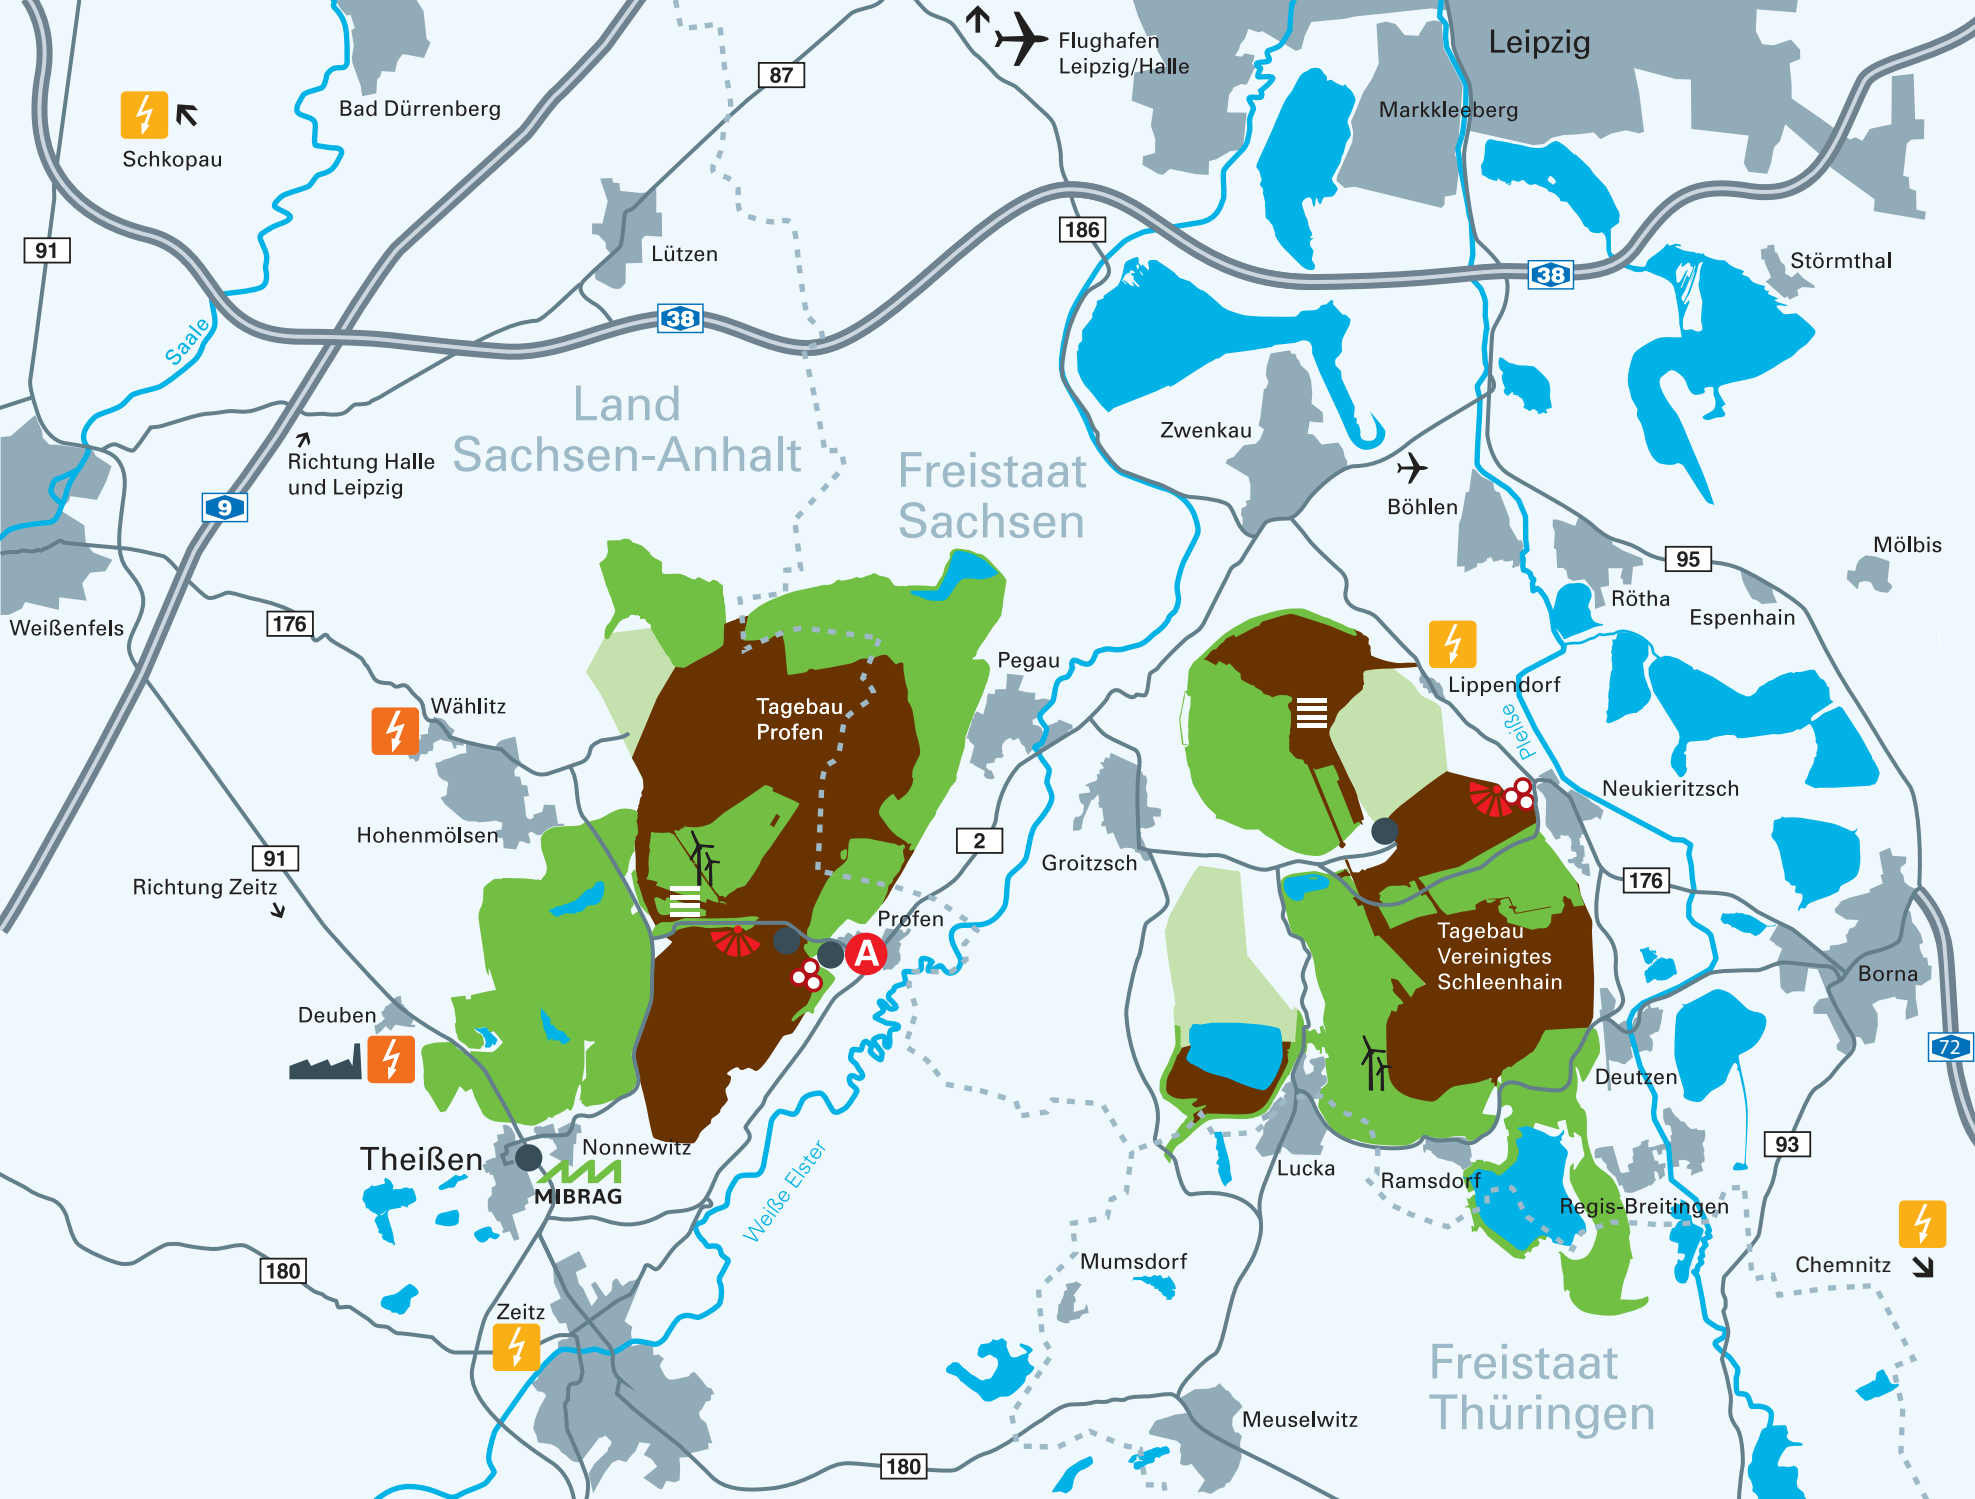 Flughafen
Leipzig/Halle
Leipzig
87
Bad Dürrenberg
Markkleeberg
Schkopau
91
Lützen
186
38
Störmthal
38
Saale
Land
Sachsen-Anhalt
Zwenkau
Richtung Halle
und Leipzig
Freistaat
Sachsen
9
Böhlen
Mölbis
95
Rötha
Espenhain
Weißenfels
176
Pegau
Lippendorf
Wählitz
Tagebau
Profen
Pleiße
Neukieritzsch
Hohenmölsen
2
Groitzsch
91
Richtung Zeitz
176
Profen
A
Tagebau
Vereinigtes
Schleenhain
Borna
Deuben
72
Deutzen
Theißen
Nonnewitz
MIBRAG
93
Lucka
Ramsdorf
Weiße Elster
Regis-Breitingen
Mumsdorf
Chemnitz
180
Zeitz
Freistaat
Thüringen
Meuselwitz
180